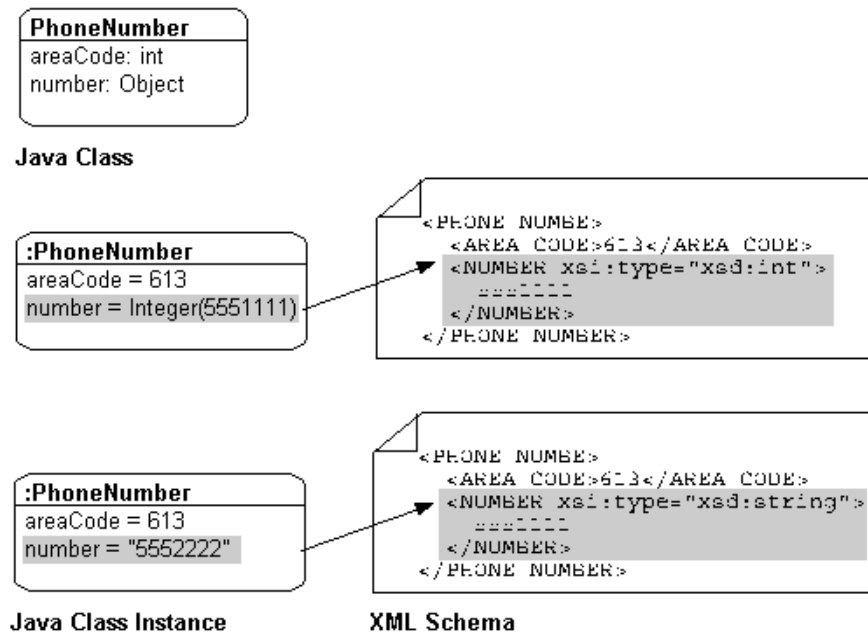 PhoneNumber
areaCode: int
number: Object
Java Class
:PhoneNumber
areaCode = 613
number = Integer(5551111)
<PHONE NUMBE>
<AREA CODE>613</AREA CODE>
<NUMBER xsi:type="xsd:int">
</NUMBER>
</PHONE NUMBER>
:PhoneNumber
areaCode = 613
number = "5552222"
<PHONE NUMBE>
<AREA CODE>613</AREA CODE>
<NUMBER xsi:type="xsd:string">
</NUMBER>
</PHONE NUMBER>
Java Class Instance
XML Schema